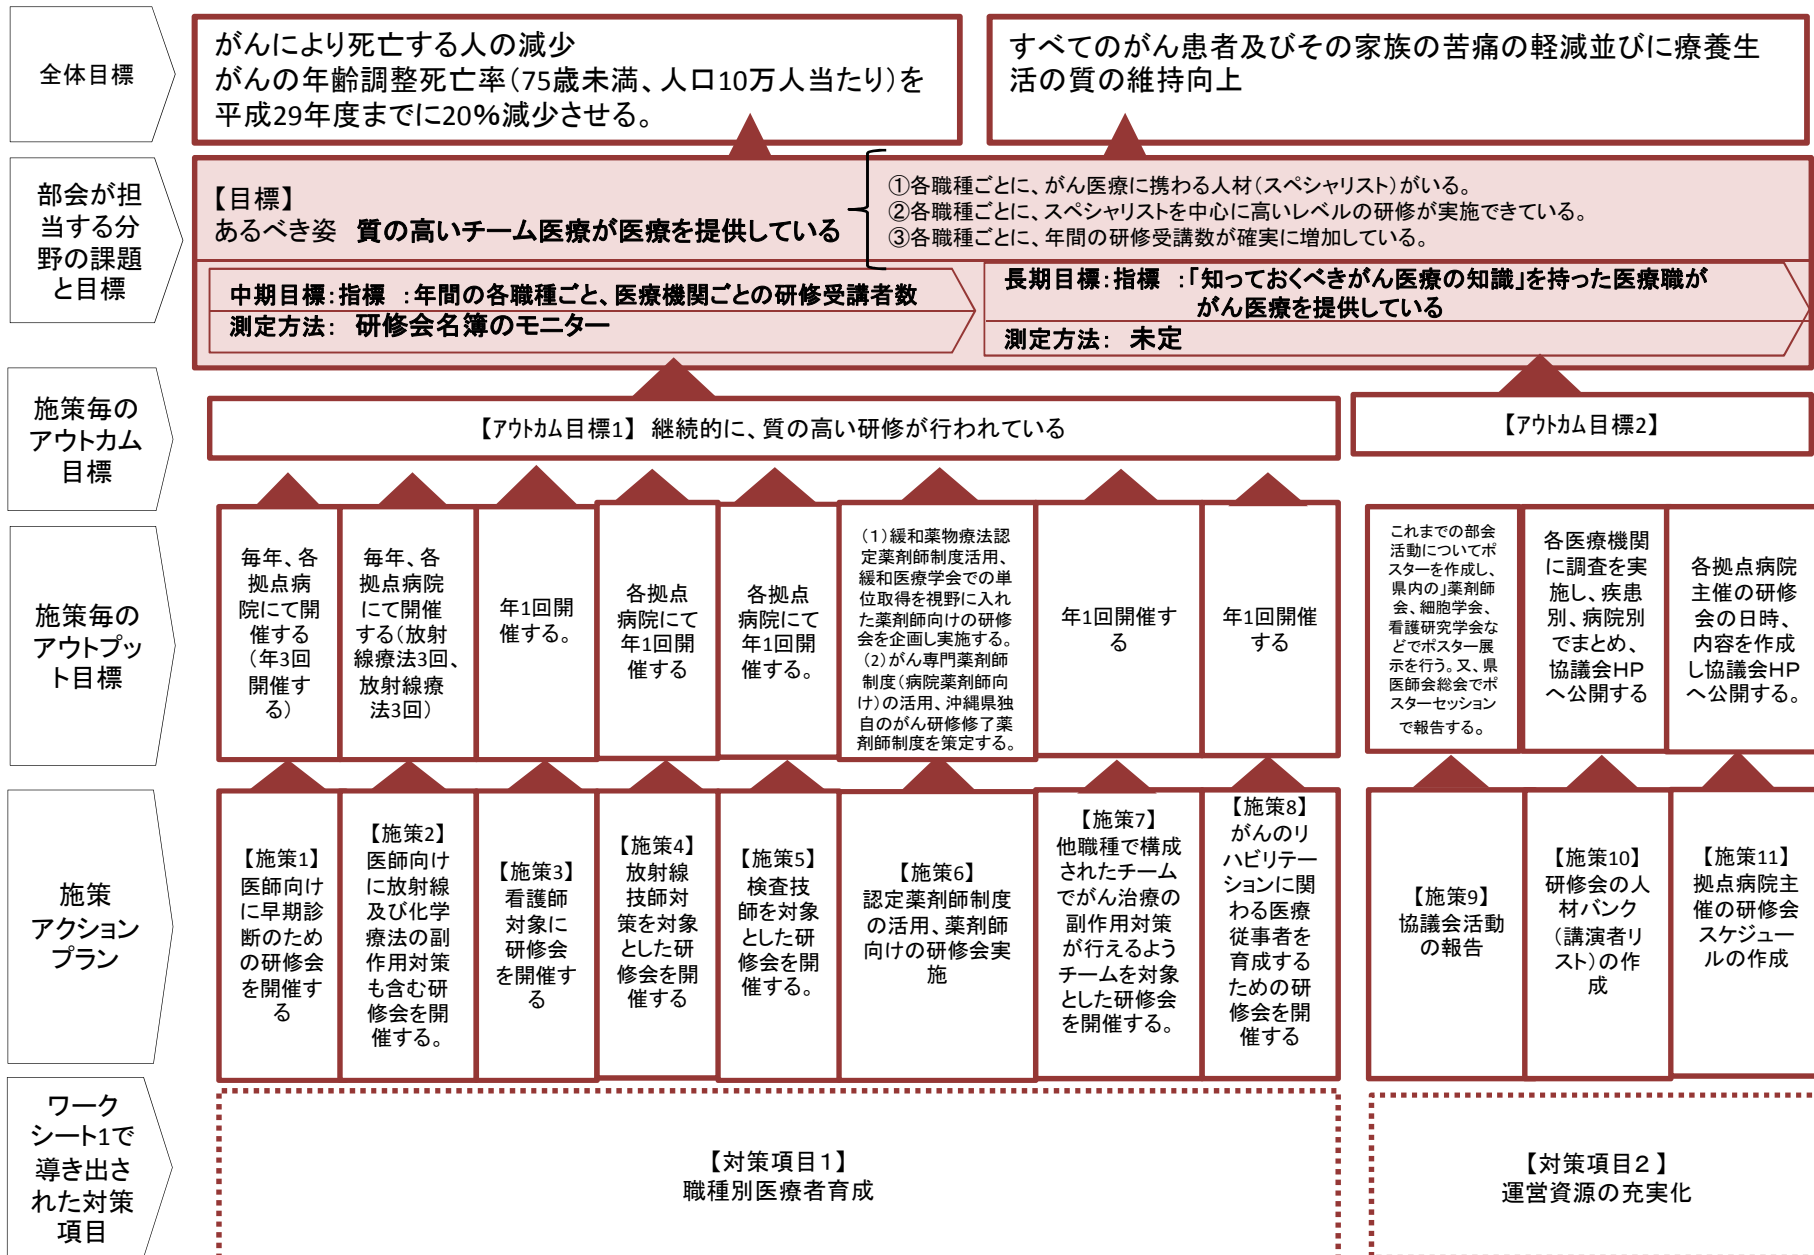 全体目標
がんにより死亡する人の減少
がんの年齢調整死亡率(75歳未満、人口10万人当たり)を
平成29年度までに20%減少させる。
すべてのがん患者及びその家族の苦痛の軽減並びに療養生
活の質の維持向上
部会が担
当する分
野の課題
と目標
【目標】
あるべき姿 質の高いチーム医療が医療を提供している
①各職種ごとに、がん医療に携わる人材(スペシャリスト)がいる。
②各職種ごとに、スペシャリストを中心に高いレベルの研修が実施できている。
③各職種ごとに、年間の研修受講数が確実に増加している。
中期目標:指標 :年間の各職種ごと、医療機関ごとの研修受講者数
測定方法: 研修会名簿のモニター
長期目標:指標 :「知っておくべきがん医療の知識」を持った医療職が
がん医療を提供している
測定方法: 未定
施策毎の
アウトカム
目標
【アウトカム目標1】 継続的に、質の高い研修が行われている
【アウトカム目標2】
施策毎の
アウトプッ
ト目標
毎年、各
拠点病
院にて開
催する
(年3回
開催す
る)
毎年、各
拠点病院
にて開催
する(放射
線療法3回、
放射線療
法3回)
年1回開
催する。
各拠点
病院にて
年1回開
催する
各拠点
病院にて
年1回開
催する。
(1)緩和薬物療法認
定薬剤師制度活用、
緩和医療学会での単
位取得を視野に入れ
た薬剤師向けの研修
会を企画し実施する。
(2)がん専門薬剤師
制度(病院薬剤師向
け)の活用、沖縄県独
自のがん研修修了薬
剤師制度を策定する。
年1回開催す
る
年1回開催
する
これまでの部会
活動についてポ
スターを作成し、
県内の」薬剤師
会、細胞学会、
看護研究学会な
どでポスター展
示を行う。又、県
医師会総会でポ
スターセッション
で報告する。
各医療機関
に調査を実
施し、疾患
別、病院別
でまとめ、
協議会HP
へ公開する
各拠点病院
主催の研修
会の日時、
内容を作成
し協議会HP
へ公開する。
施策
アクション
プラン
【施策1】
医師向け
に早期診
断のため
の研修会
を開催す
る
【施策2】
医師向け
に放射線
及び化学
療法の副
作用対策
も含む研
修会を開
催する。
【施策3】
看護師
対象に
研修会
を開催す
る
【施策4】
放射線
技師対
策を対象
とした研
修会を開
催する
【施策5】
検査技
師を対象
とした研
修会を開
催する。
【施策6】
認定薬剤師制度
の活用、薬剤師
向けの研修会実
施
【施策7】
他職種で構成
されたチーム
でがん治療の
副作用対策
が行えるよう
チームを対象
とした研修会
を開催する。
【施策8】
がんのリ
ハビリテー
ションに関
わる医療
従事者を
育成する
ための研
修会を開
催する
【施策9】
協議会活動
の報告
【施策10】
研修会の人
材バンク
(講演者リ
スト)の作
成
【施策11】
拠点病院主
催の研修会
スケジュー
ルの作成
ワーク
シート1で
導き出さ
れた対策
項目
【対策項目1】
職種別医療者育成
【対策項目2】
運営資源の充実化